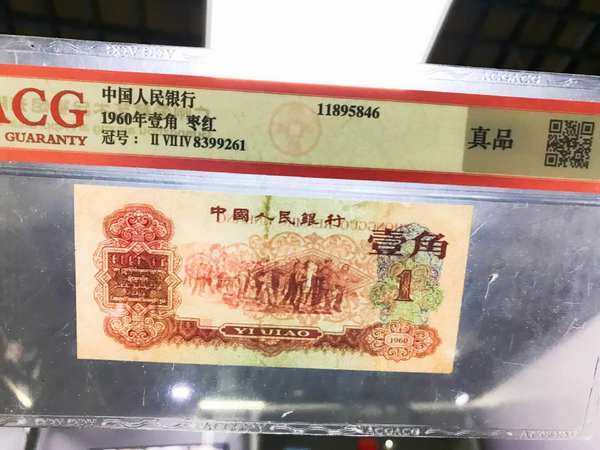 ACG
GUARANTY
中国人民银行
1960年壹角 枣红
冠号： II VII IV 8399261
11895846
真品
中國人民銀行
壹角
1
YI JIAO
1960